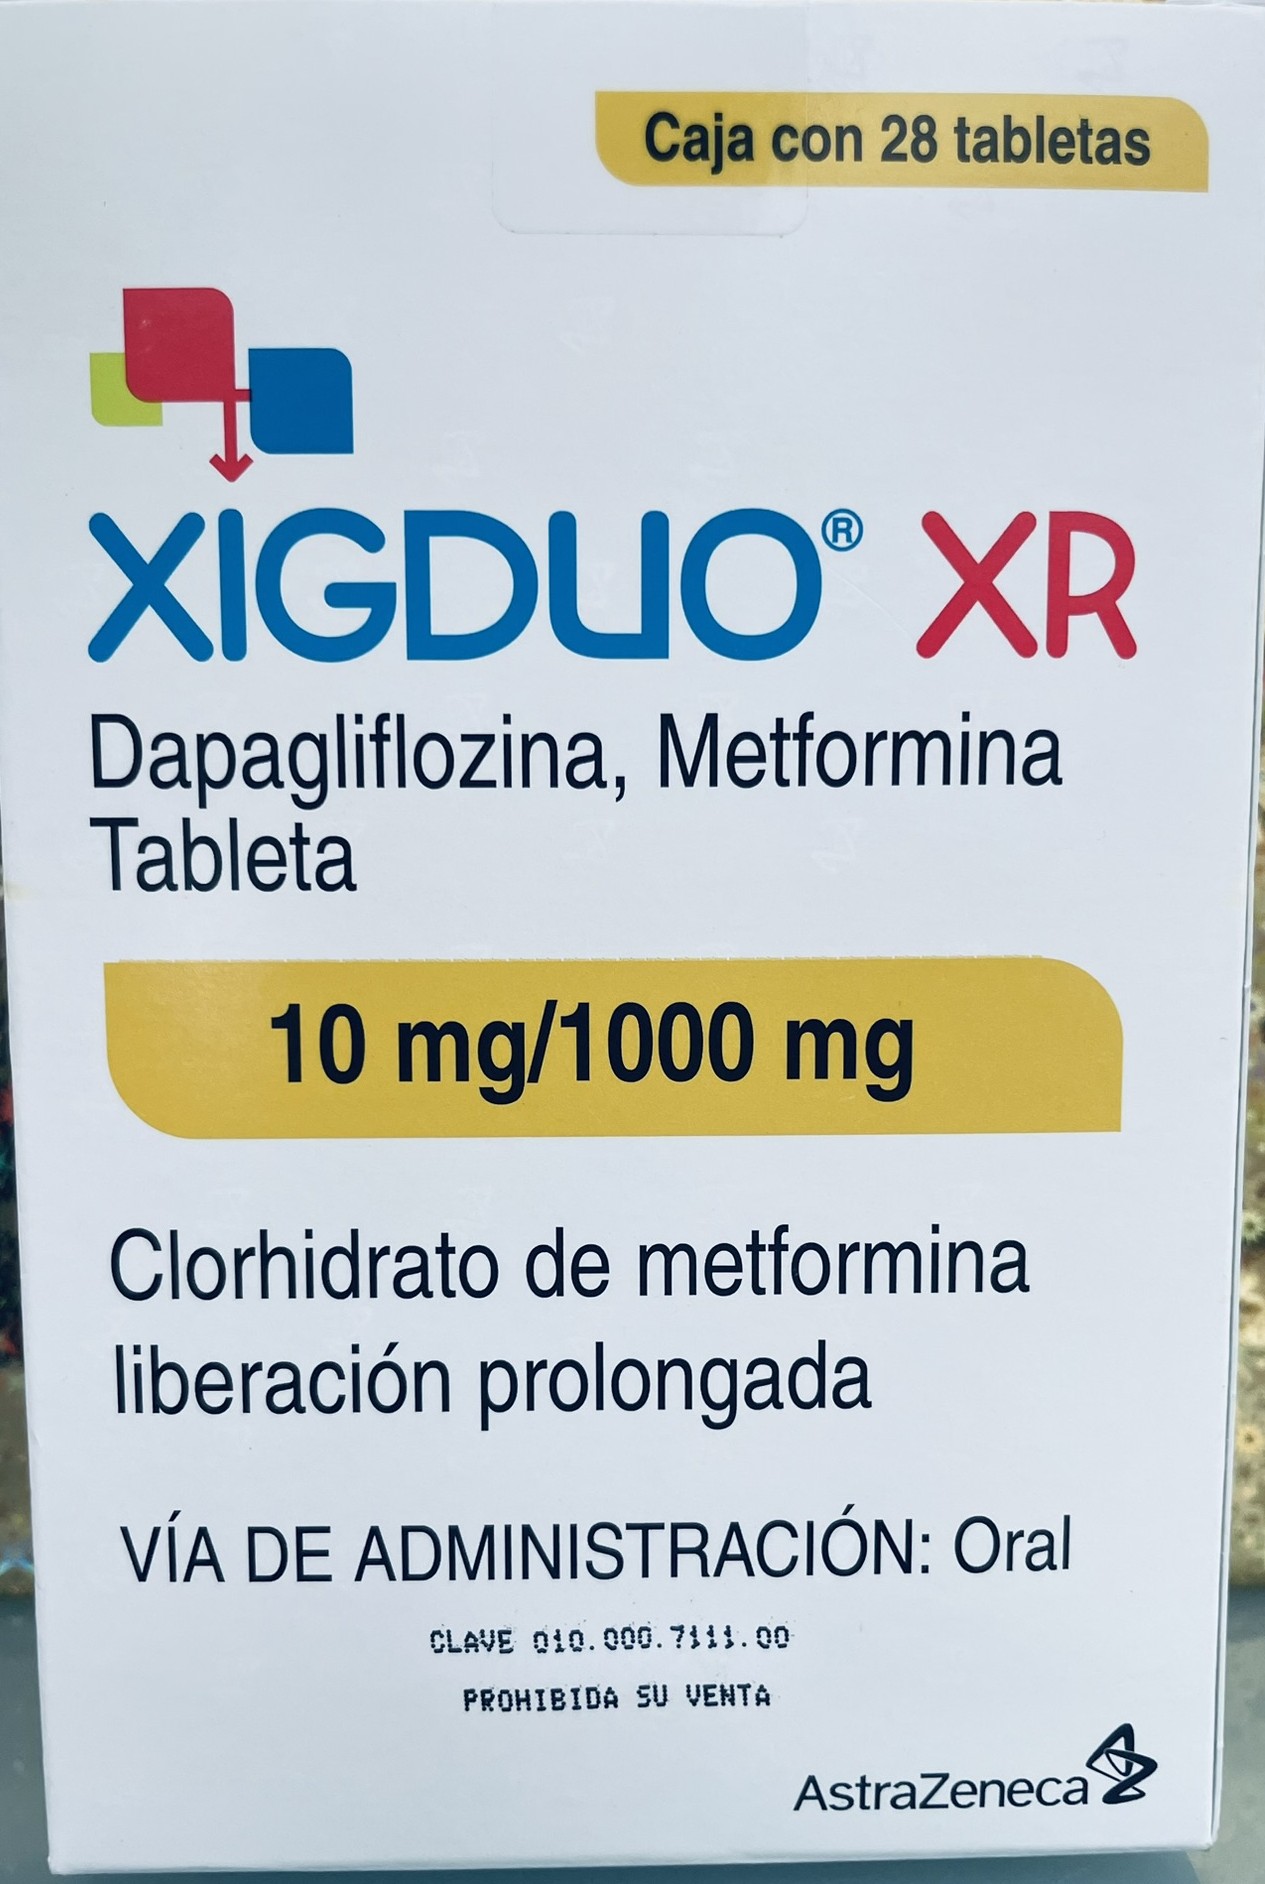 Caja con 28 tabletas
XIGDUO® XR
Dapagliflozina, Metformina
Tableta
10 mg/1000 mg
Clorhidrato de metformina
liberación prolongada
VÍA DE ADMINISTRACIÓN: Oral
CLAVE 010.000.7111.00
PROHIBIDA SU VENTA
AstraZeneca